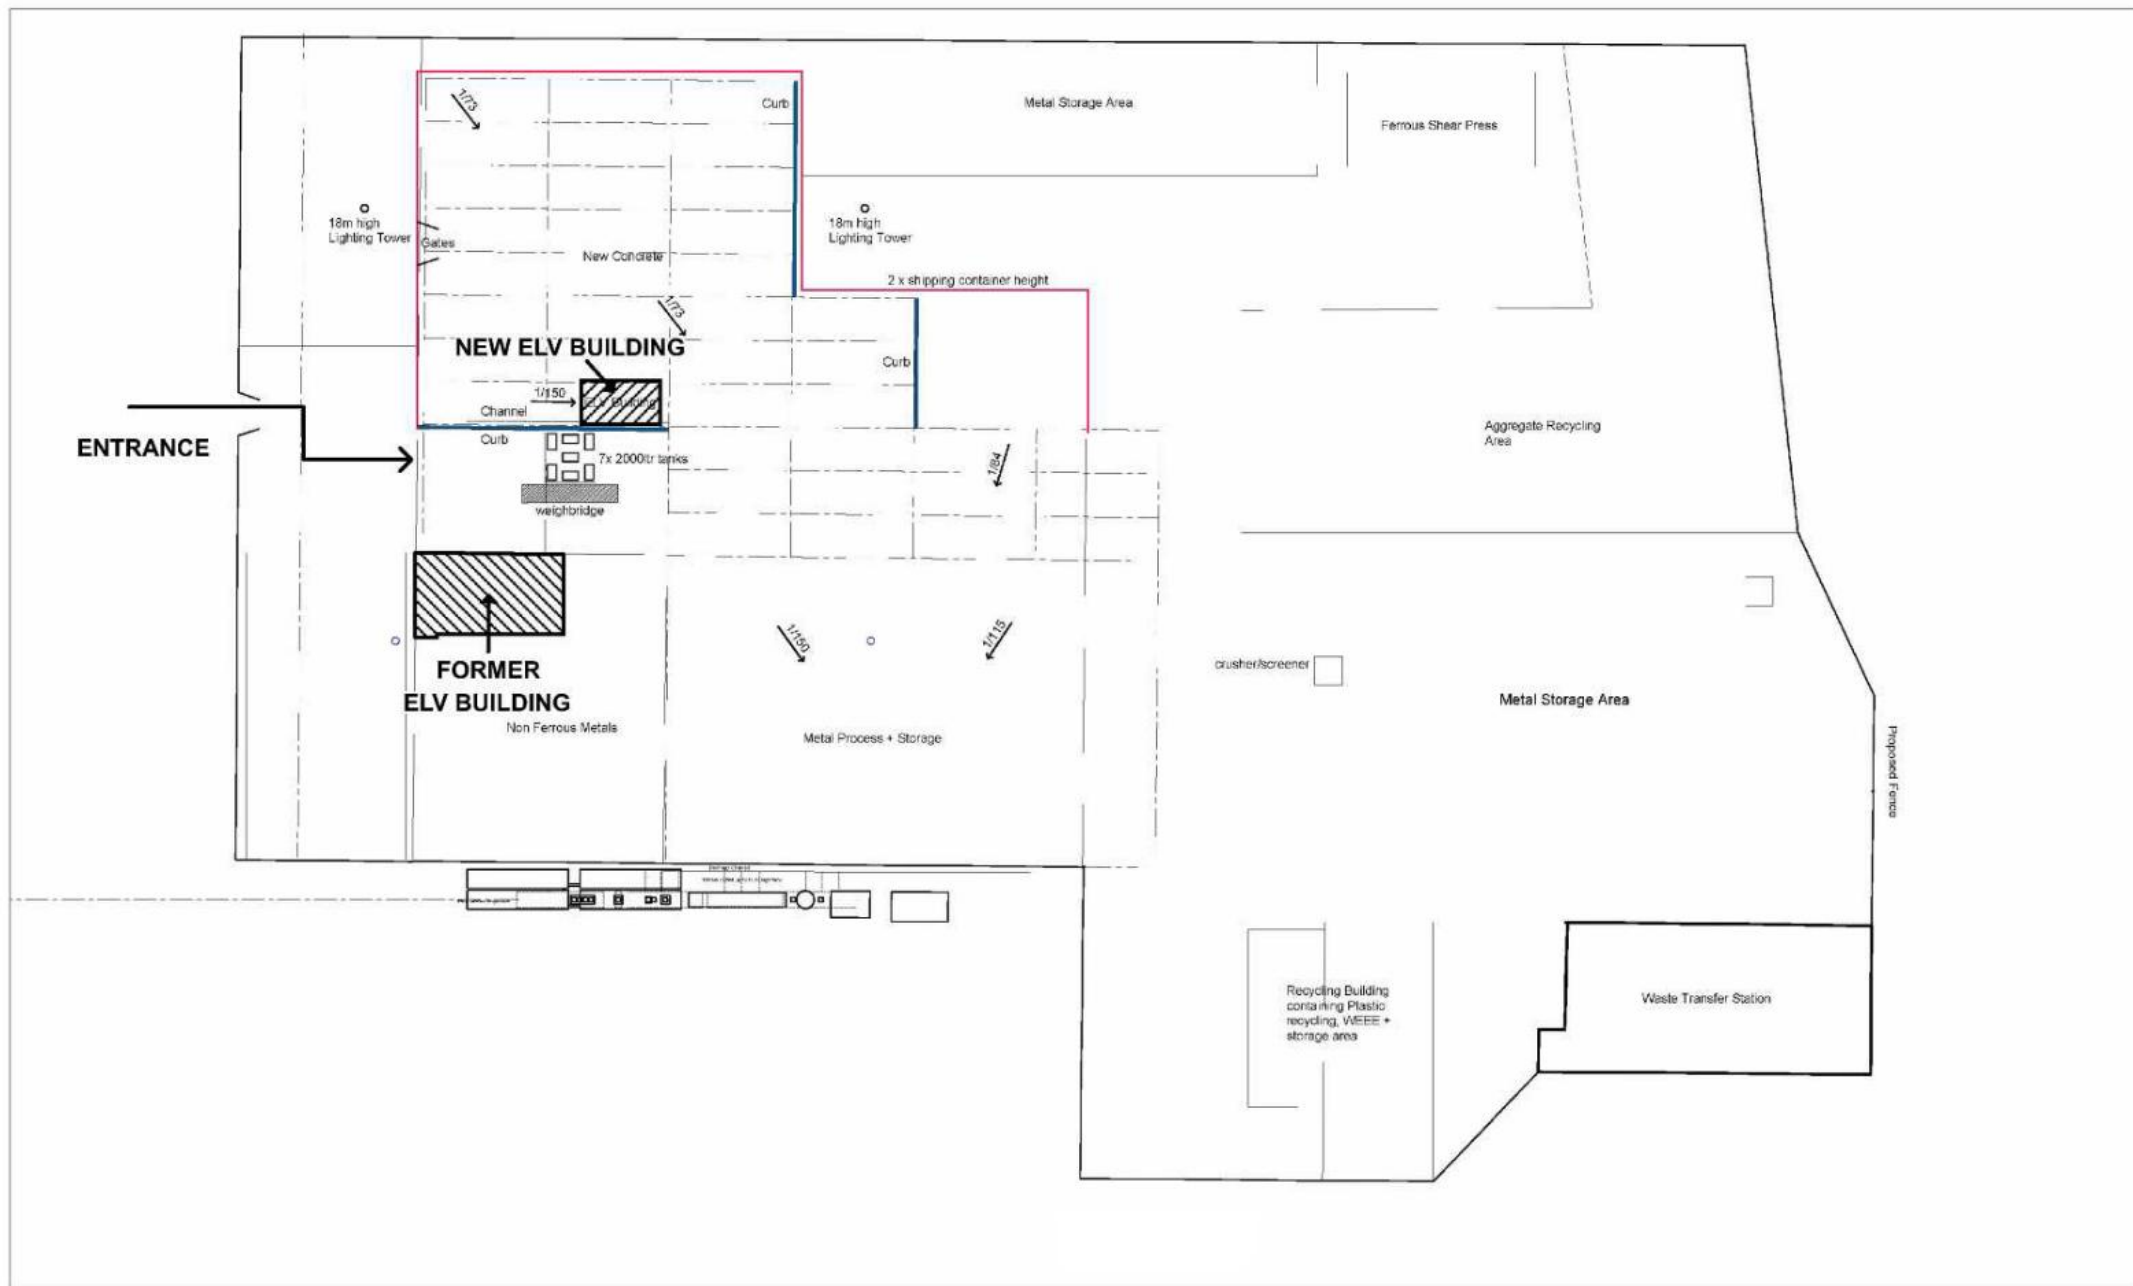 Metal Storage Area
Curb
1/73
Ferrous Shear Press
18m high
Lighting Tower
Gates
18m high
Lighting Tower
New Concrete
2 x shipping container height
1/73
NEW ELV BUILDING
Curb
1/150
ELV Building
Channel
Curb
ENTRANCE
7x 2000ltr tanks
1/84
Aggregate Recycling
Area
weighbridge
1/150
1/115
FORMER
ELV BUILDING
Non Ferrous Metals
Metal Process + Storage
crusher/screener
Metal Storage Area
Proposed Fence
Recycling Building
containing Plastic
recycling, WEEE +
storage area
Waste Transfer Station